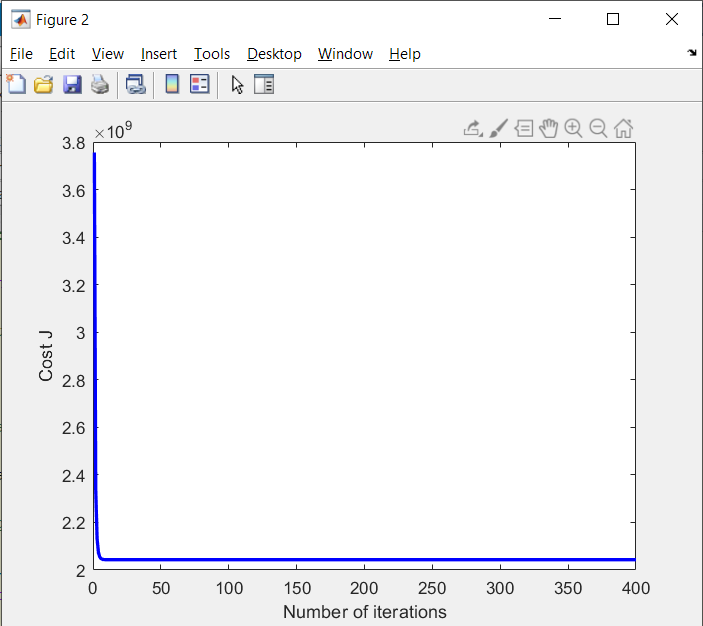 Figure 2
File Edit View Insert Tools Desktop Window Help
×10⁹
3.8
3.6
3.4
3.2
3
2.8
2.6
2.4
2.2
2
Cost J
0 50 100 150 200 250 300 350 400
Number of iterations